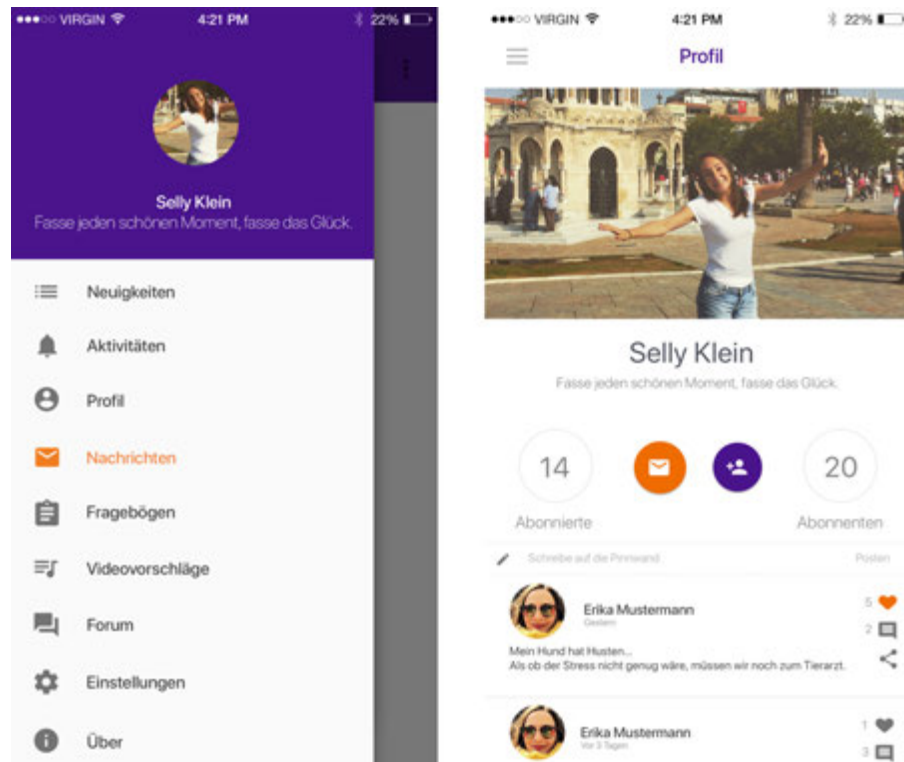 VIRGIN 4:21 PM 22%
Selly Klein
Fasse jeden schönen Moment, fasse das Glück.
Neuigkeiten
Aktivitäten
Profil
Nachrichten
Fragebögen
Videovorschläge
Forum
Einstellungen
Über
VIRGIN 4:21 PM 22%
Profil
Selly Klein
Fasse jeden schönen Moment, fasse das Glück.
14 20
Abonnierte Abonnenten
Schreibe auf die Pinnwand Posten
Erika Mustermann 5
Gestern 2
Mein Hund hat Husten...
Als ob der Stress nicht genug wäre, müssen wir noch zum Tierarzt.
Erika Mustermann 1
Vor 3 Tagen 3